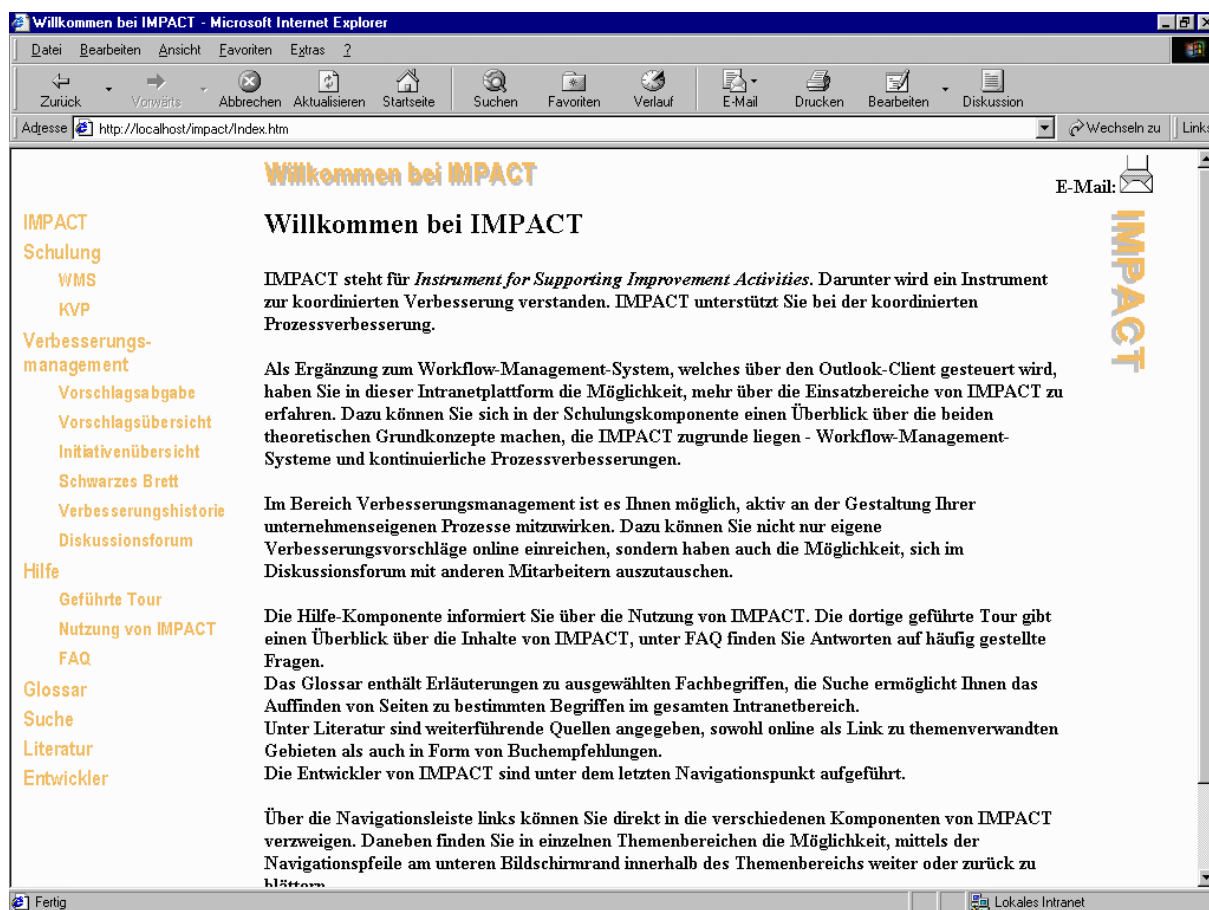 Willkommen bei IMPACT - Microsoft Internet Explorer
Datei Bearbeiten Ansicht Favoriten Extras ?
Zurück Vorwärts Abbrechen Aktualisieren Startseite Suchen Favoriten Verlauf E-Mail Drucken Bearbeiten Diskussion
Adresse http://localhost/impact/Index.htm Wechseln zu Links
Willkommen bei IMPACT
E-Mail:
IMPACT
IMPACT
Schulung
WMS
KVP
Verbesserungs-
management
Vorschlagsabgabe
Vorschlagsübersicht
Initiativenübersicht
Schwarzes Brett
Verbesserungshistorie
Diskussionsforum
Hilfe
Geführte Tour
Nutzung von IMPACT
FAQ
Glossar
Suche
Literatur
Entwickler
Willkommen bei IMPACT
IMPACT steht für Instrument for Supporting Improvement Activities. Darunter wird ein Instrument
zur koordinierten Verbesserung verstanden. IMPACT unterstützt Sie bei der koordinierten
Prozessverbesserung.
Als Ergänzung zum Workflow-Management-System, welches über den Outlook-Client gesteuert wird,
haben Sie in dieser Intranetplattform die Möglichkeit, mehr über die Einsatzbereiche von IMPACT zu
erfahren. Dazu können Sie sich in der Schulungskomponente einen Überblick über die beiden
theoretischen Grundkonzepte machen, die IMPACT zugrunde liegen - Workflow-Management-
Systeme und kontinuierliche Prozessverbesserungen.
Im Bereich Verbesserungsmanagement ist es Ihnen möglich, aktiv an der Gestaltung Ihrer
unternehmenseigenen Prozesse mitzuwirken. Dazu können Sie nicht nur eigene
Verbesserungsvorschläge online einreichen, sondern haben auch die Möglichkeit, sich im
Diskussionsforum mit anderen Mitarbeitern auszutauschen.
Die Hilfe-Komponente informiert Sie über die Nutzung von IMPACT. Die dortige geführte Tour gibt
einen Überblick über die Inhalte von IMPACT, unter FAQ finden Sie Antworten auf häufig gestellte
Fragen.
Das Glossar enthält Erläuterungen zu ausgewählten Fachbegriffen, die Suche ermöglicht Ihnen das
Auffinden von Seiten zu bestimmten Begriffen im gesamten Intranetbereich.
Unter Literatur sind weiterführende Quellen angegeben, sowohl online als Link zu themenverwandten
Gebieten als auch in Form von Buchempfehlungen.
Die Entwickler von IMPACT sind unter dem letzten Navigationspunkt aufgeführt.
Über die Navigationsleiste links können Sie direkt in die verschiedenen Komponenten von IMPACT
verzweigen. Daneben finden Sie in einzelnen Themenbereichen die Möglichkeit, mittels der
Navigationspfeile am unteren Bildschirmrand innerhalb des Themenbereichs weiter oder zurück zu
blättern
Fertig Lokales Intranet